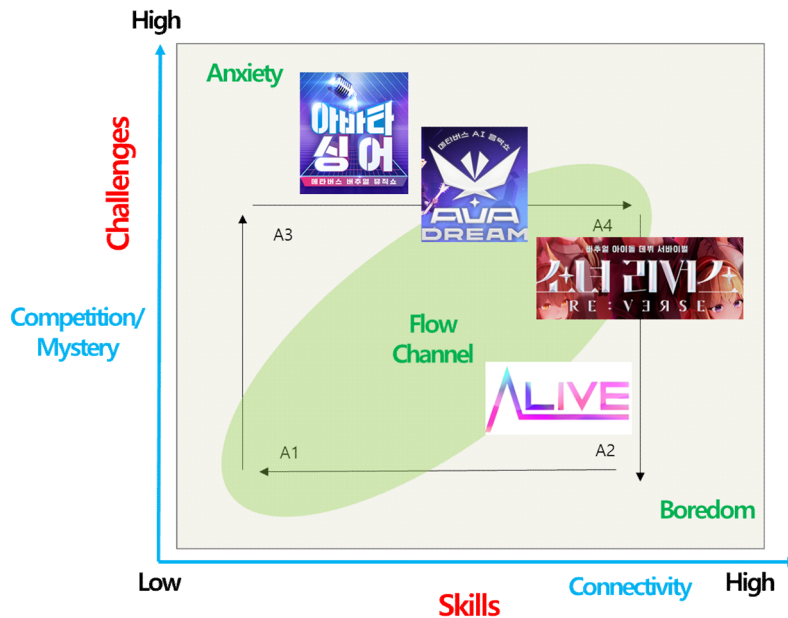 High
Anxiety
아바타
싱어
메타버스 버추얼 뮤직쇼
메타버스 AI 음악쇼
AVA
DREAM
Challenges
A3
A4
버추얼 아이돌 데뷔 서바이벌
소녀 리버스
RE:VERSE
Competition/
Mystery
Flow
Channel
ALIVE
A1
A2
Boredom
Low
Skills
Connectivity
High